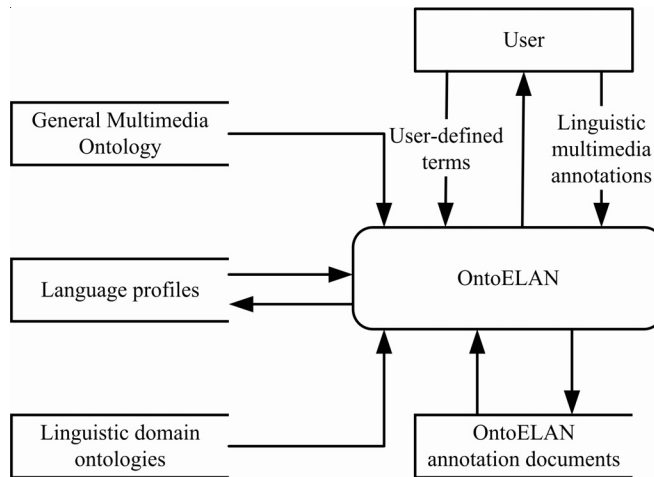 User
General Multimedia
Ontology
User-defined
terms
Linguistic
multimedia
annotations
Language profiles
OntoELAN
Linguistic domain
ontologies
OntoELAN
annotation documents